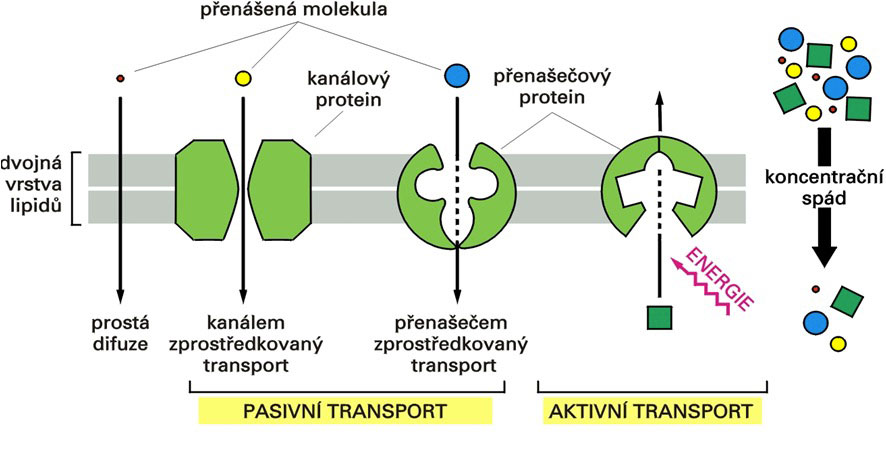 přenášená molekula
kanálový
protein
přenašečový
protein
dvojná
vrstva
lipidů
koncentrační
spád
ENERGIE
prostá
difuze
kanálem
zprostředkovaný
transport
přenašečem
zprostředkovaný
transport
PASIVNÍ TRANSPORT
AKTIVNÍ TRANSPORT